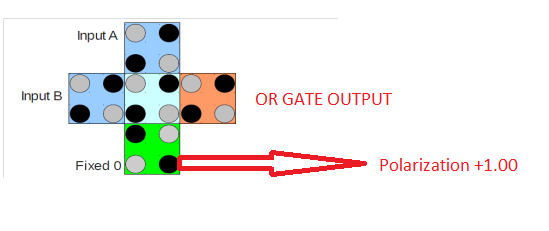 Input A
Input B
OR GATE OUTPUT
Fixed 0
Polarization +1.00